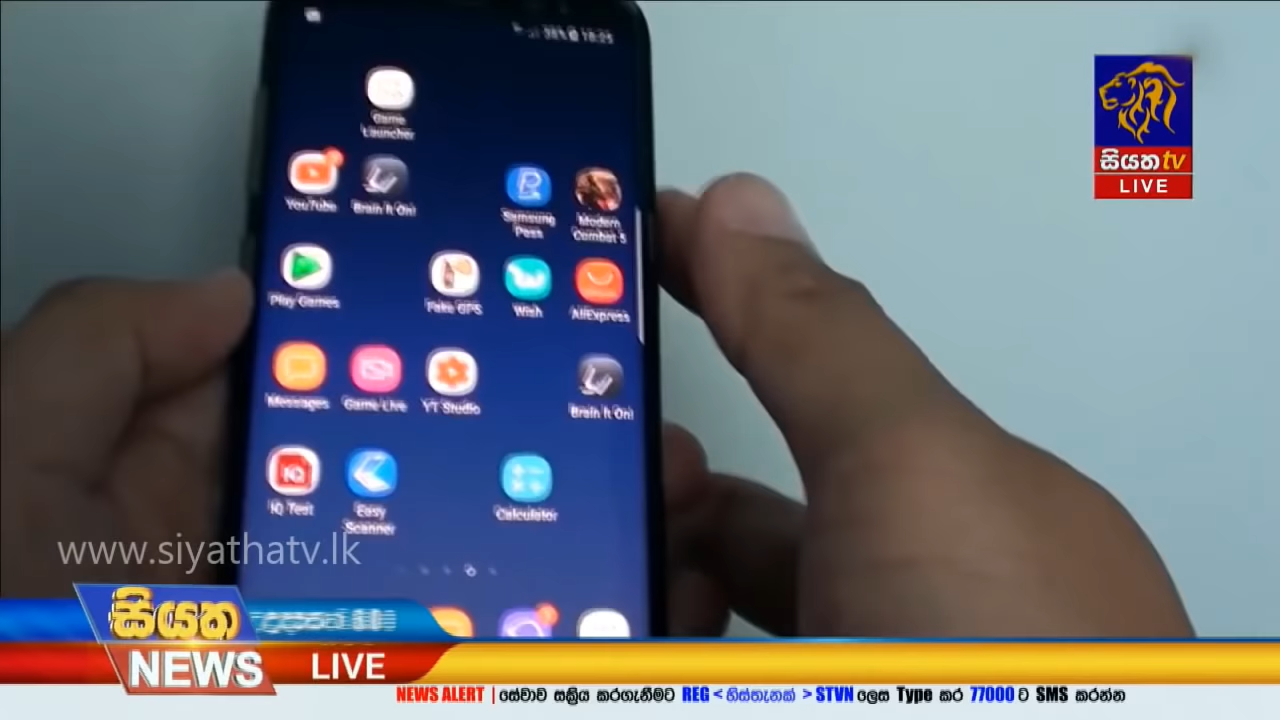 18:25
සියත tv
LIVE
Game
Launcher
YouTube
Brain It On!
Samsung
Pass
Modern
Combat 5
Play Games
Fake GPS
Wish
AliExpress
Messages
Game Live
YT Studio
Brain It On!
IQ Test
Easy
Scanner
Calculator
www.siyathatv.lk
සියත
NEWS
LIVE
NEWS ALERT | සේවාව සක්‍රිය කරගැනීමට REG < හිස්තැනක් > STVN ලෙස Type කර 77000 ට SMS කරන්න